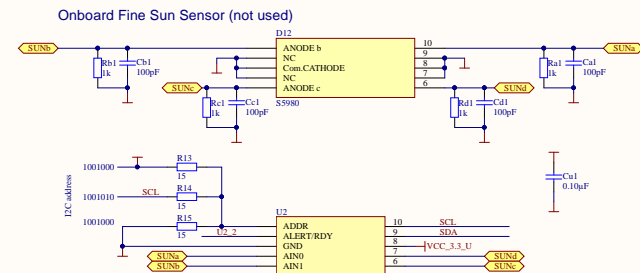 Onboard Fine Sun Sensor (not used)
D12
SUNb
ANODE b
10
SUNa
NC
9
Rb1
1k
Cb1
100pF
Com.CATHODE
8
Ra1
1k
Ca1
100pF
NC
7
SUNc
ANODE c
6
SUNd
S5980
Rc1
1k
Cc1
100pF
Rd1
1k
Cd1
100pF
I2C address
1001000
R13
15
1001010
SCL
R14
15
1001000
R15
15
Cu1
0.10µF
U2
ADDR
10
SCL
U2_2
ALERT/RDY
9
SDA
GND
8
VCC_3.3_U
SUNa
AIN0
7
SUNd
SUNb
AIN1
6
SUNc